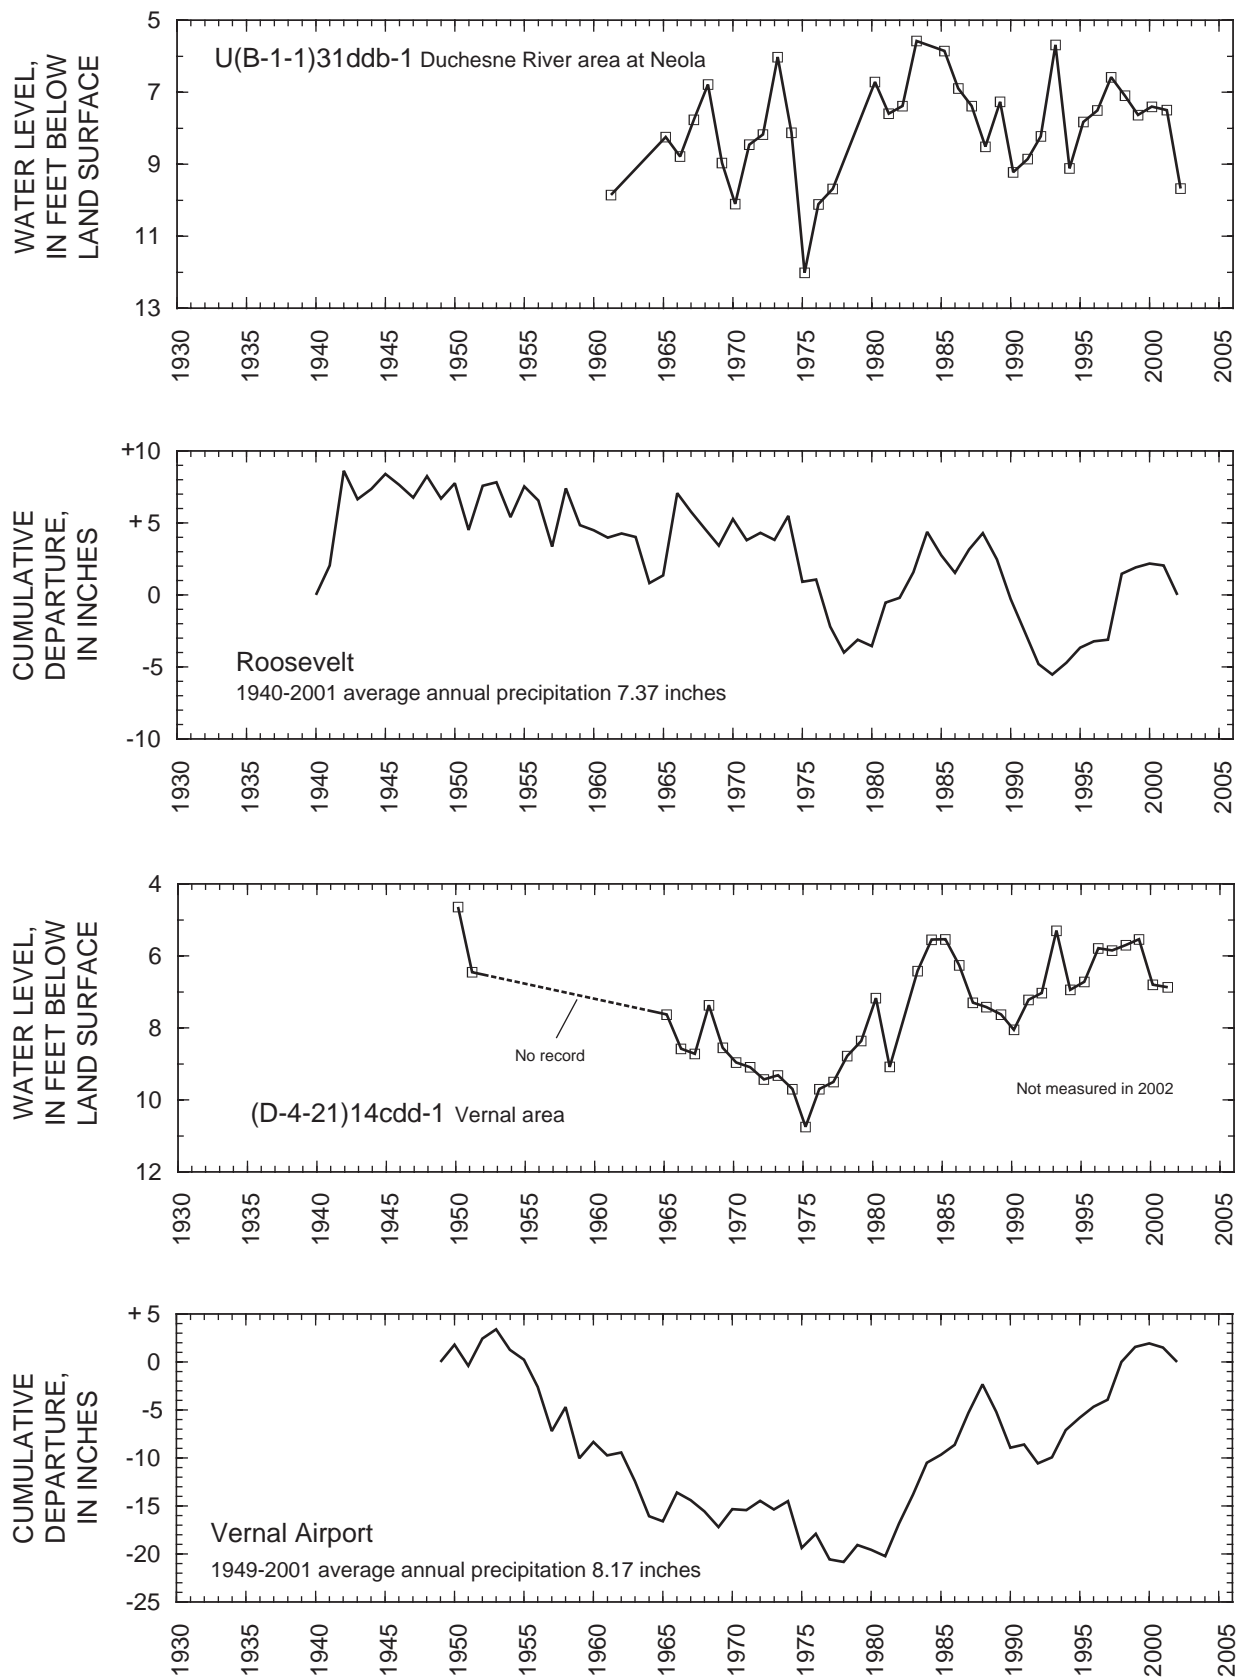 WATER LEVEL,
IN FEET BELOW
LAND SURFACE
5
7
9
11
13
U(B-1-1)31ddb-1 Duchesne River area at Neola
1930 1935 1940 1945 1950 1955 1960 1965 1970 1975 1980 1985 1990 1995 2000 2005
CUMULATIVE
DEPARTURE,
IN INCHES
+10
+5
0
-5
-10
Roosevelt
1940-2001 average annual precipitation 7.37 inches
1930 1935 1940 1945 1950 1955 1960 1965 1970 1975 1980 1985 1990 1995 2000 2005
WATER LEVEL,
IN FEET BELOW
LAND SURFACE
4
6
8
10
12
No record
Not measured in 2002
(D-4-21)14cdd-1 Vernal area
1930 1935 1940 1945 1950 1955 1960 1965 1970 1975 1980 1985 1990 1995 2000 2005
CUMULATIVE
DEPARTURE,
IN INCHES
+5
0
-5
-10
-15
-20
-25
Vernal Airport
1949-2001 average annual precipitation 8.17 inches
1930 1935 1940 1945 1950 1955 1960 1965 1970 1975 1980 1985 1990 1995 2000 2005